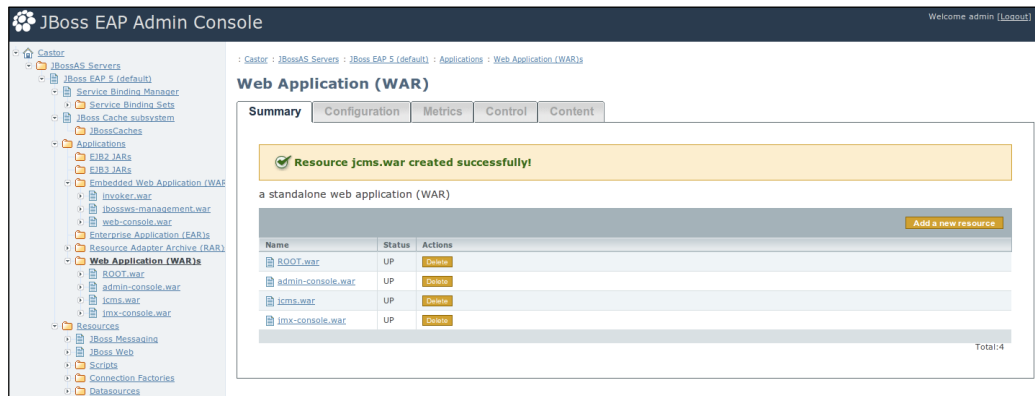 JBoss EAP Admin Console
Welcome admin [Logout]
Castor
JBossAS Servers
JBoss EAP 5 (default)
Service Binding Manager
Service Binding Sets
JBoss Cache subsystem
JBossCaches
Applications
EJB2 JARs
EJB3 JARs
Embedded Web Application (WAR
invoker.war
jbossws-management.war
web-console.war
Enterprise Application (EAR)s
Resource Adapter Archive (RAR)s
Web Application (WAR)s
ROOT.war
admin-console.war
jcms.war
jmx-console.war
Resources
JBoss Messaging
JBoss Web
Scripts
Connection Factories
Datasources
: Castor : JBossAS Servers : JBoss EAP 5 (default) : Applications : Web Application (WAR)s
Web Application (WAR)
Summary Configuration Metrics Control Content
Resource jcms.war created successfully!
a standalone web application (WAR)
Add a new resource
Name Status Actions
ROOT.war UP Delete
admin-console.war UP Delete
jcms.war UP Delete
jmx-console.war UP Delete
Total:4